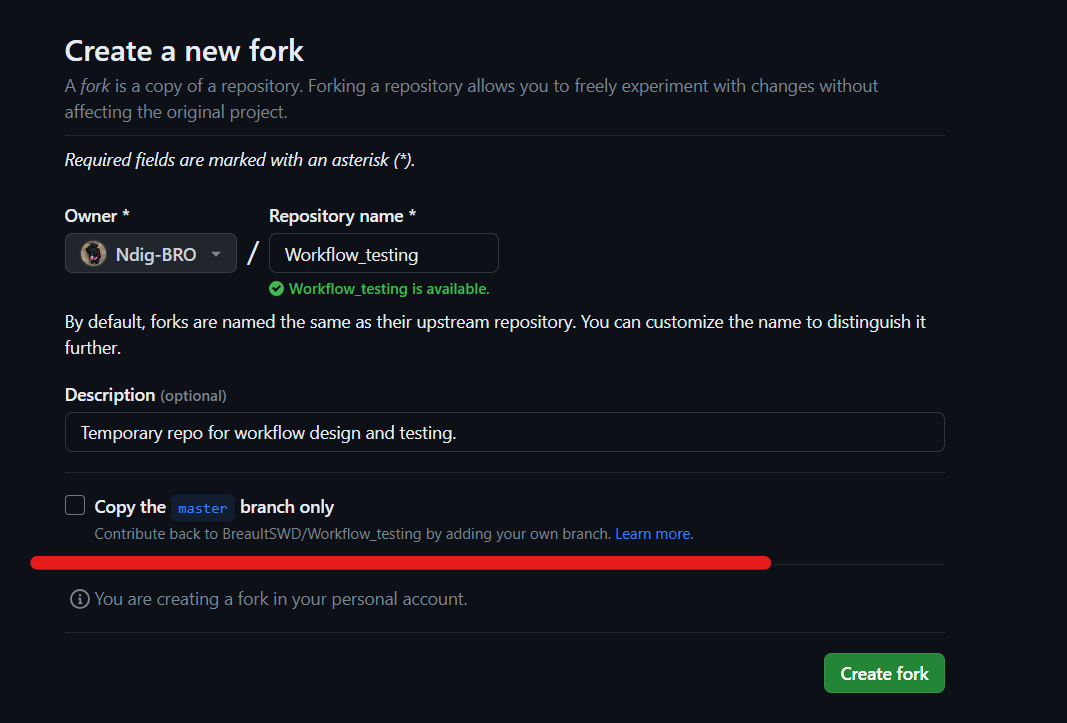 Create a new fork
A fork is a copy of a repository. Forking a repository allows you to freely experiment with changes without
affecting the original project.
Required fields are marked with an asterisk (*).
Owner * Repository name *
Ndig-BRO / Workflow_testing
Workflow_testing is available.
By default, forks are named the same as their upstream repository. You can customize the name to distinguish it
further.
Description (optional)
Temporary repo for workflow design and testing.
Copy the master branch only
Contribute back to BreaultSWD/Workflow_testing by adding your own branch. Learn more.
You are creating a fork in your personal account.
Create fork